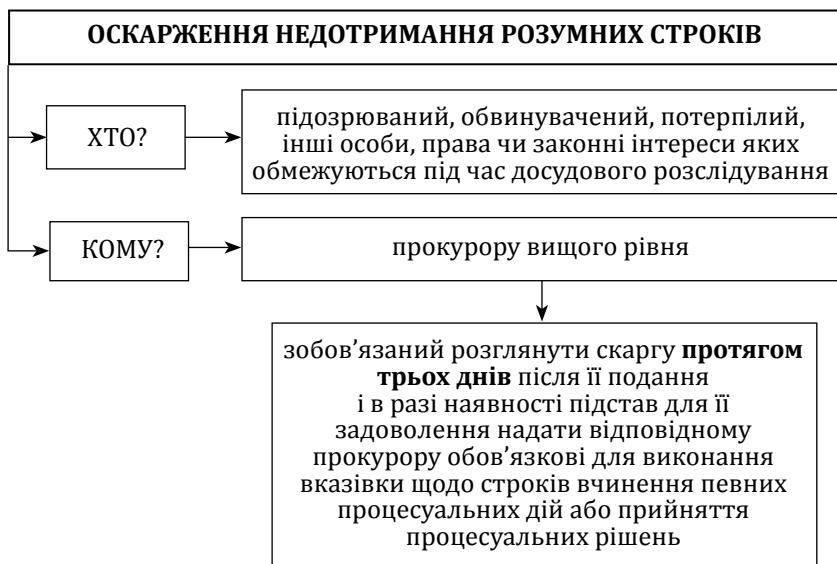 ОСКАРЖЕННЯ НЕДОТРИМАННЯ РОЗУМНИХ СТРОКІВ
ХТО?
підозрюваний, обвинувачений, потерпілий,
інші особи, права чи законні інтереси яких
обмежуються під час досудового розслідування
КОМУ?
прокурору вищого рівня
зобов’язаний розглянути скаргу протягом
трьох днів після її подання
і в разі наявності підстав для її
задоволення надати відповідному
прокурору обов’язкові для виконання
вказівки щодо строків вчинення певних
процесуальних дій або прийняття
процесуальних рішень